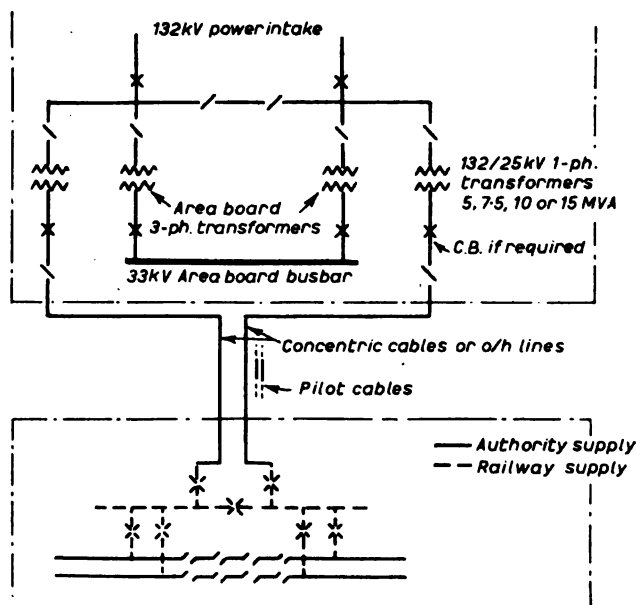 132kV power intake
132/25kV 1-ph.
transformers
5, 7·5, 10 or 15 MVA
Area board
3-ph. transformers
C.B. if required
33kV Area board busbar
Concentric cables or o/h lines
Pilot cables
Authority supply
Railway supply